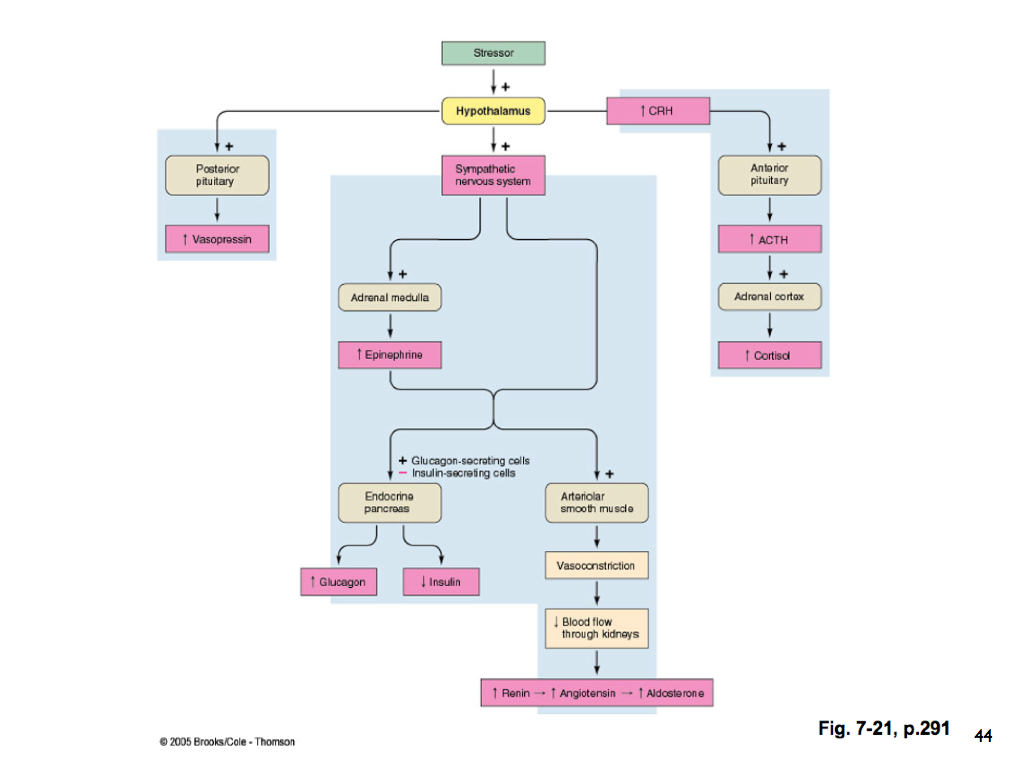 Stressor
+
Hypothalamus
↑ CRH
+
+
+
Posterior
pituitary
Sympathetic
nervous system
Anterior
pituitary
↑ Vasopressin
↑ ACTH
+
+
Adrenal medulla
Adrenal cortex
↑ Epinephrine
↑ Cortisol
+ Glucagon-secreting cells
− Insulin-secreting cells
+
Endocrine
pancreas
Arteriolar
smooth muscle
Vasoconstriction
↑ Glucagon
↓ Insulin
↓ Blood flow
through kidneys
↑ Renin → ↑ Angiotensin → ↑ Aldosterone
Fig. 7-21, p.291
44
© 2005 Brooks/Cole - Thomson